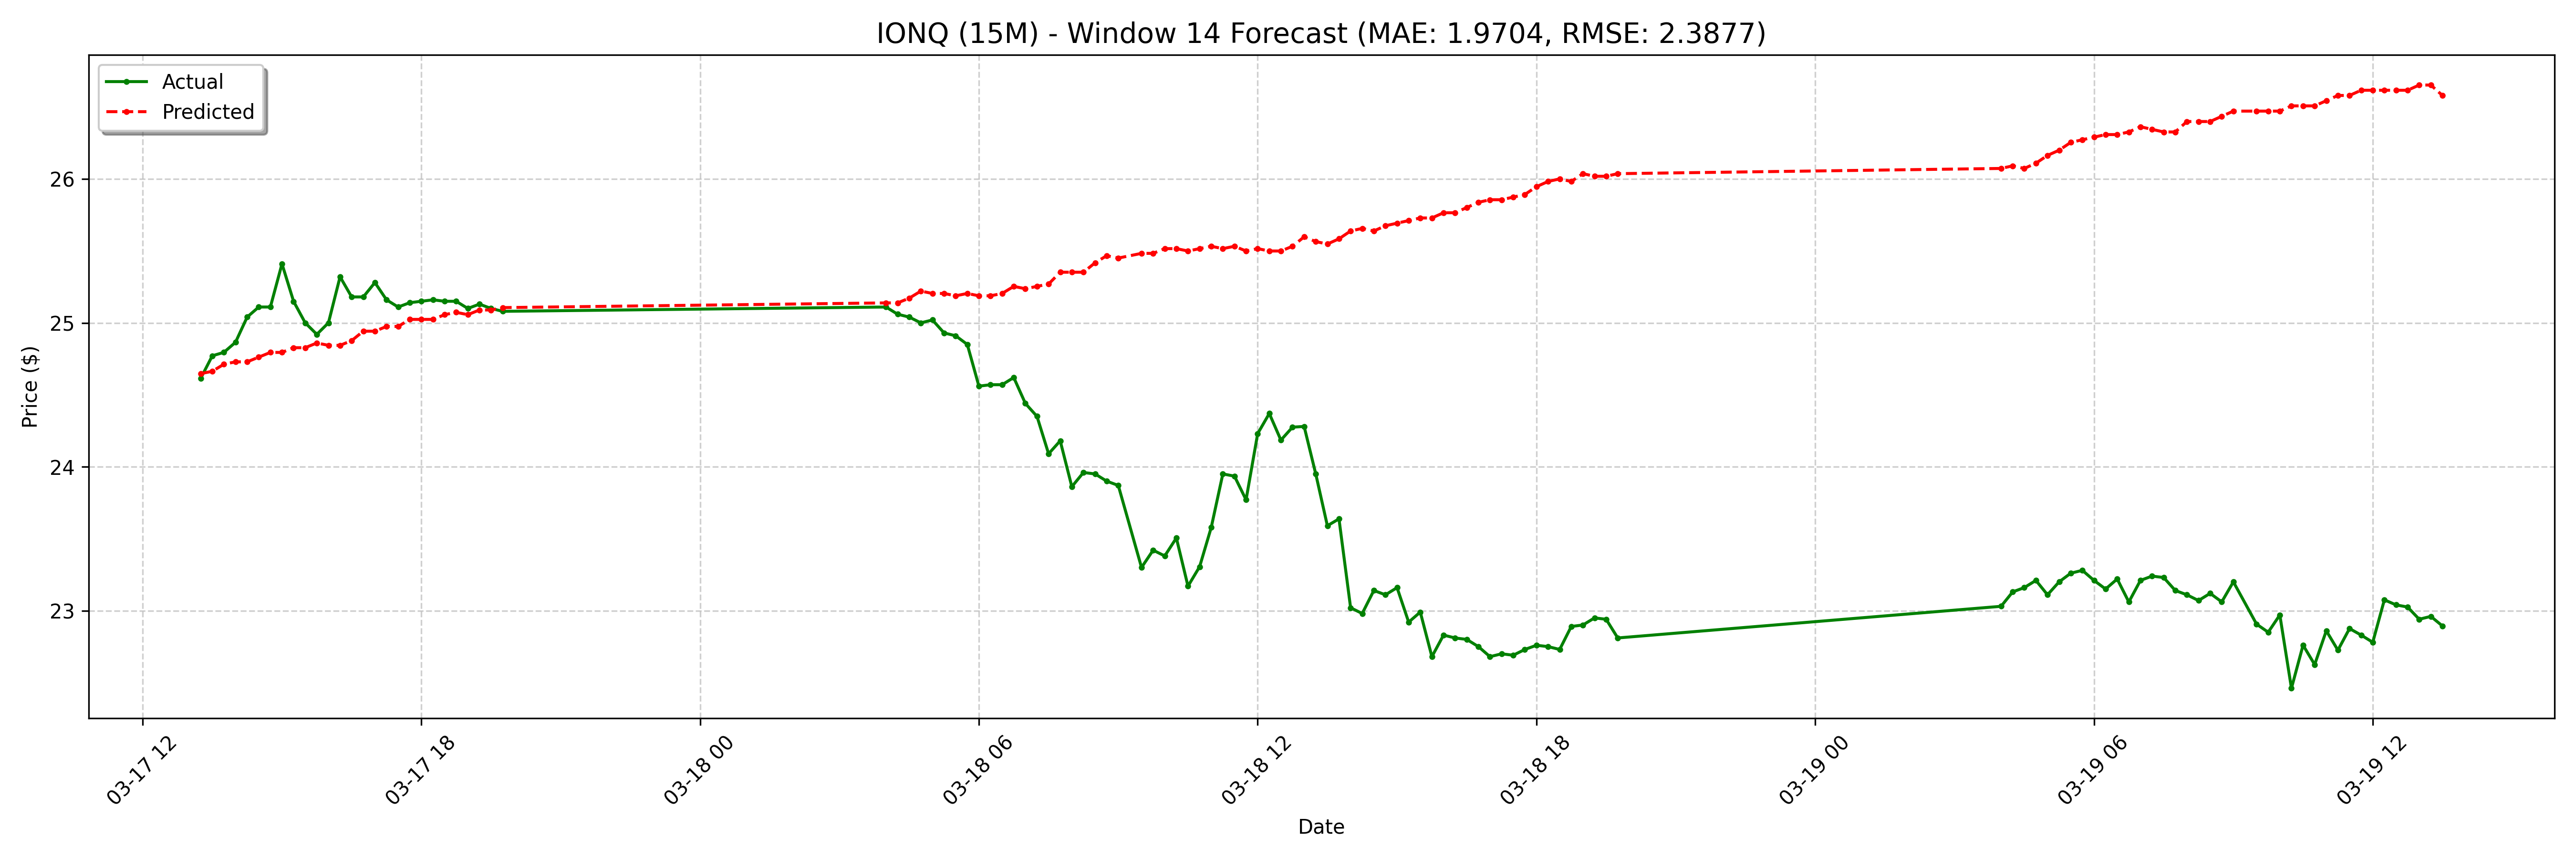 IONQ (15M) - Window 14 Forecast (MAE: 1.9704, RMSE: 2.3877)
Actual
Predicted
Price ($)
26
25
24
23
03-17 12
03-17 18
03-18 00
03-18 06
03-18 12
03-18 18
03-19 00
03-19 06
03-19 12
Date